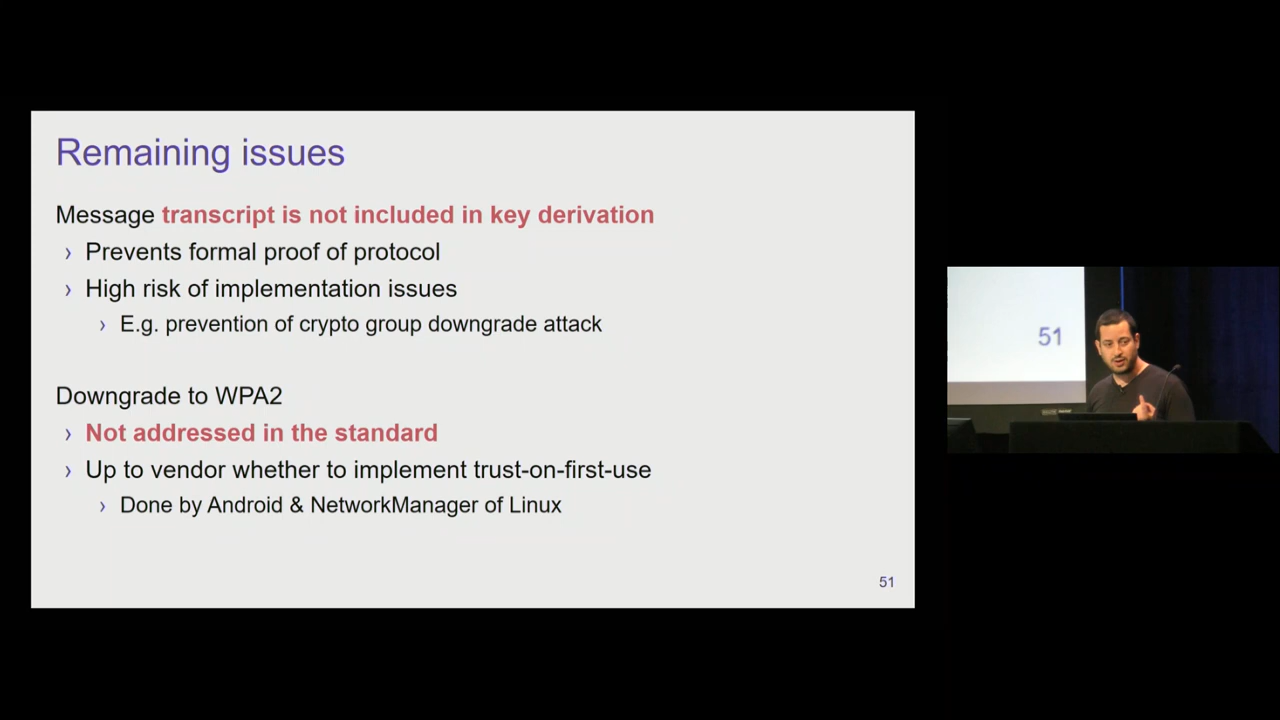 Remaining issues
Message transcript is not included in key derivation
› Prevents formal proof of protocol
› High risk of implementation issues
› E.g. prevention of crypto group downgrade attack
Downgrade to WPA2
› Not addressed in the standard
› Up to vendor whether to implement trust-on-first-use
› Done by Android & NetworkManager of Linux
51
51